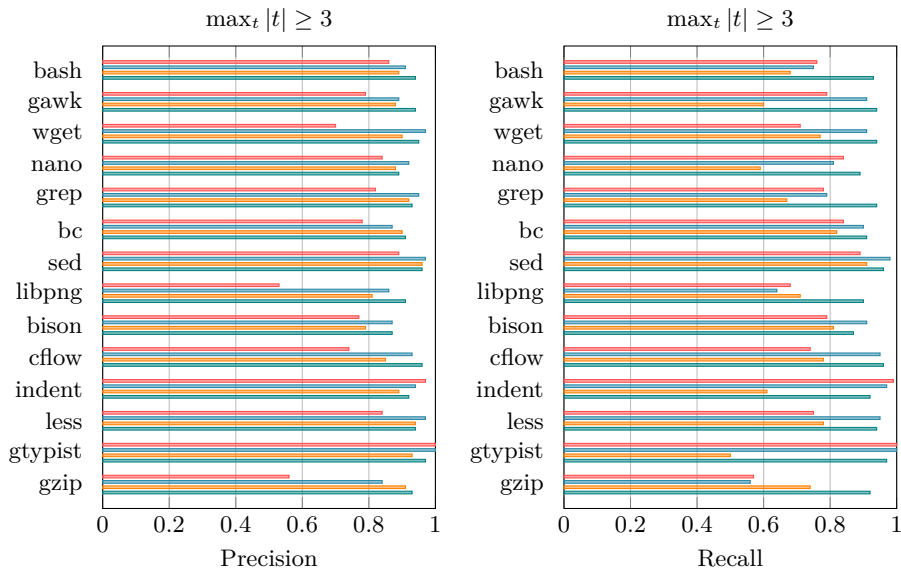 max_t |t| ≥ 3
bash
gawk
wget
nano
grep
bc
sed
libpng
bison
cflow
indent
less
gtypist
gzip
0 0.2 0.4 0.6 0.8 1
Precision
max_t |t| ≥ 3
bash
gawk
wget
nano
grep
bc
sed
libpng
bison
cflow
indent
less
gtypist
gzip
0 0.2 0.4 0.6 0.8 1
Recall